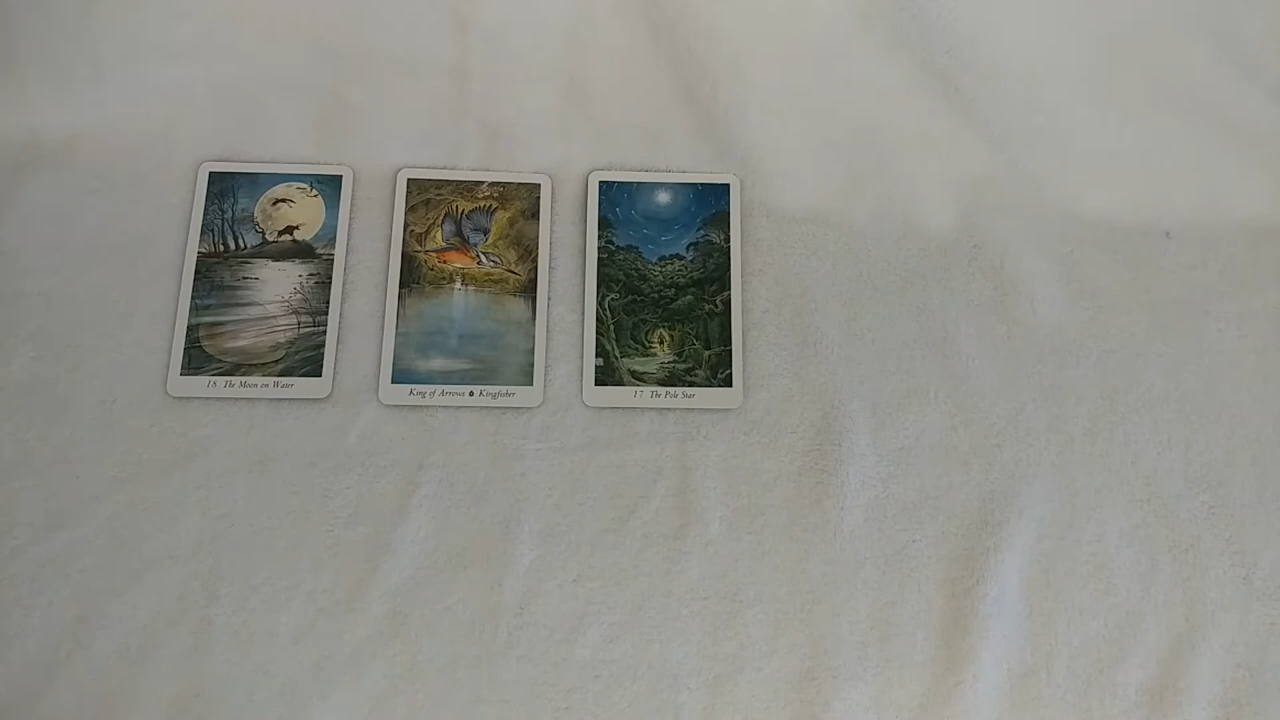 18 The Moon on Water
King of Arrows Kingfisher
17 The Pole Star